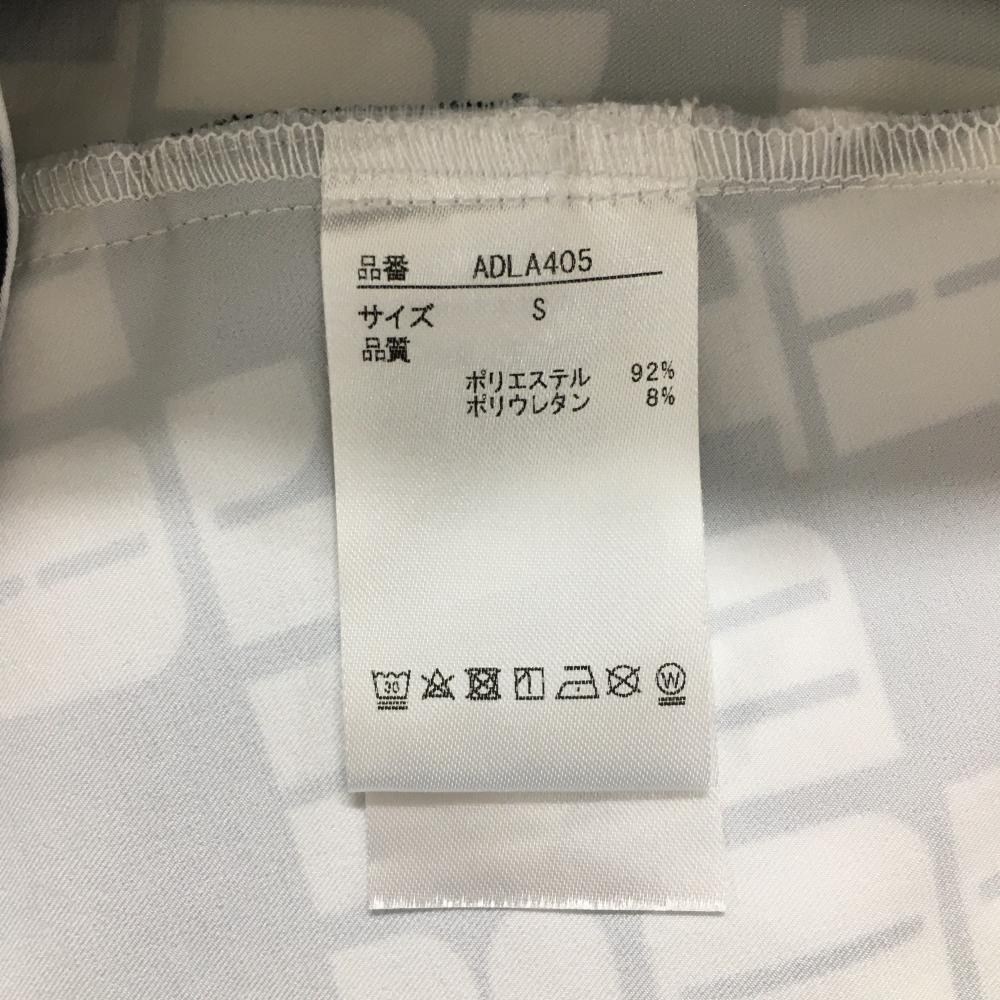 品番 ADLA405
サイズ S
品質
ポリエステル 92%
ポリウレタン 8%
30 W